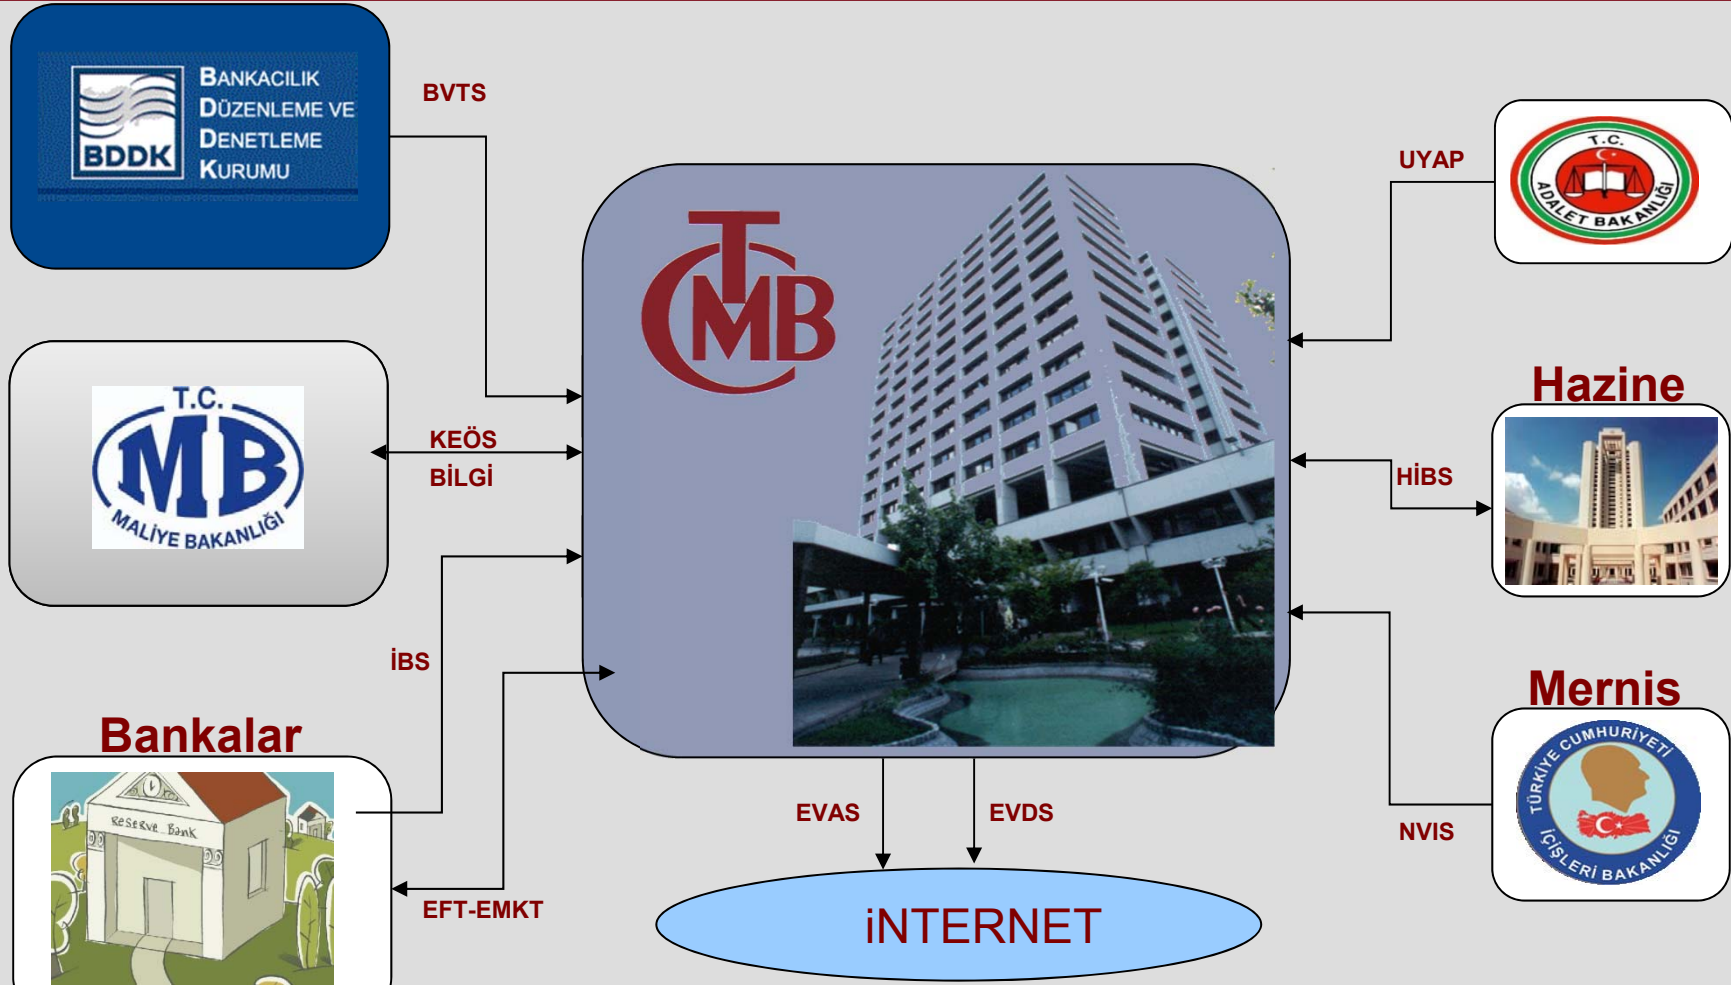 BANKACILIK
DÜZENLEME VE
DENETLEME
KURUMU
BDDK
BVTS
UYAP
T.C.
ADALET BAKANLIĞI
TCMB
Hazine
T.C.
MB
MALİYE BAKANLIĞI
KEÖS
BİLGİ
HİBS
İBS
Mernis
TÜRKİYE CUMHURİYETİ
İÇİŞLERİ BAKANLIĞI
Bankalar
ReSeRve Bank
EVAS
EVDS
NVIS
EFT-EMKT
iNTERNET